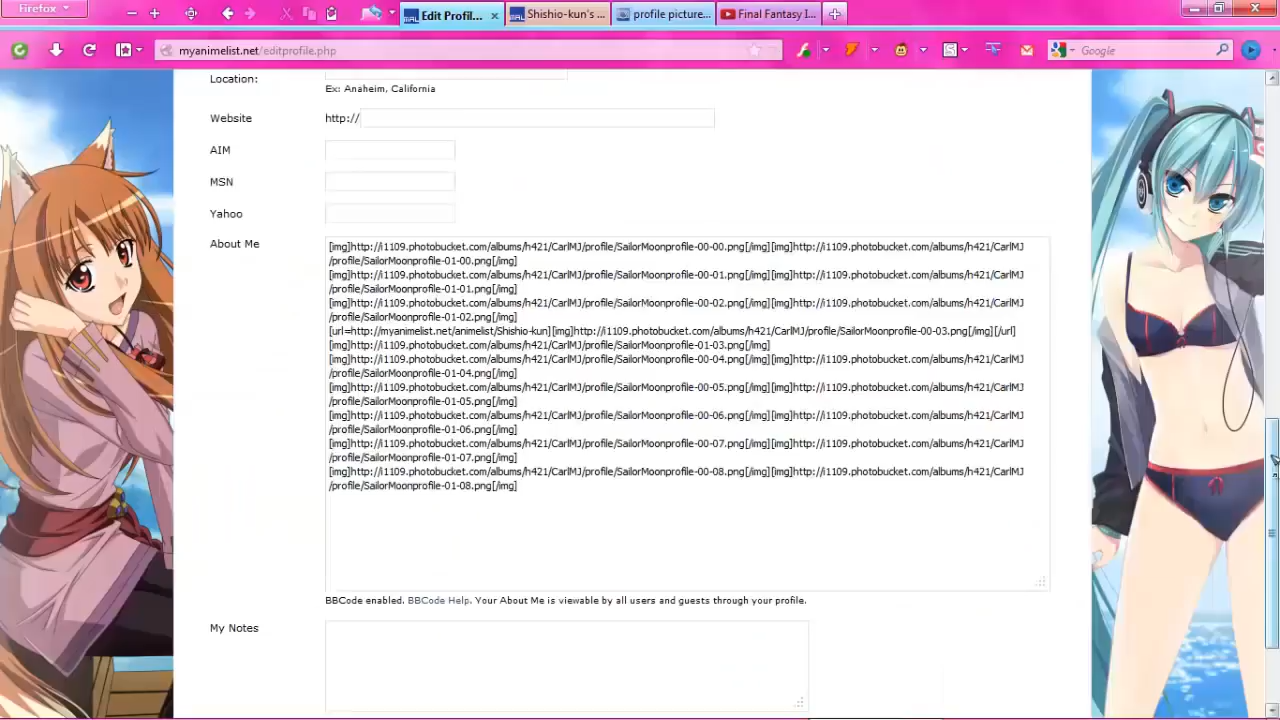 Firefox
Edit Profil...
Shishio-kun's ...
profile picture...
Final Fantasy I...
myanimelist.net/editprofile.php
Google
Location:
Ex: Anaheim, California
Website
http://
AIM
MSN
Yahoo
About Me
[img]http://i1109.photobucket.com/albums/h421/CarlMJ/profile/SailorMoonprofile-00-00.png[/img][img]http://i1109.photobucket.com/albums/h421/CarlMJ
/profile/SailorMoonprofile-01-00.png[/img]
[img]http://i1109.photobucket.com/albums/h421/CarlMJ/profile/SailorMoonprofile-00-01.png[/img][img]http://i1109.photobucket.com/albums/h421/CarlMJ
/profile/SailorMoonprofile-01-01.png[/img]
[img]http://i1109.photobucket.com/albums/h421/CarlMJ/profile/SailorMoonprofile-00-02.png[/img][img]http://i1109.photobucket.com/albums/h421/CarlMJ
/profile/SailorMoonprofile-01-02.png[/img]
[url=http://myanimelist.net/animelist/Shishio-kun][img]http://i1109.photobucket.com/albums/h421/CarlMJ/profile/SailorMoonprofile-00-03.png[/img][/url]
[img]http://i1109.photobucket.com/albums/h421/CarlMJ/profile/SailorMoonprofile-01-03.png[/img]
[img]http://i1109.photobucket.com/albums/h421/CarlMJ/profile/SailorMoonprofile-00-04.png[/img][img]http://i1109.photobucket.com/albums/h421/CarlMJ
/profile/SailorMoonprofile-01-04.png[/img]
[img]http://i1109.photobucket.com/albums/h421/CarlMJ/profile/SailorMoonprofile-00-05.png[/img][img]http://i1109.photobucket.com/albums/h421/CarlMJ
/profile/SailorMoonprofile-01-05.png[/img]
[img]http://i1109.photobucket.com/albums/h421/CarlMJ/profile/SailorMoonprofile-00-06.png[/img][img]http://i1109.photobucket.com/albums/h421/CarlMJ
/profile/SailorMoonprofile-01-06.png[/img]
[img]http://i1109.photobucket.com/albums/h421/CarlMJ/profile/SailorMoonprofile-00-07.png[/img][img]http://i1109.photobucket.com/albums/h421/CarlMJ
/profile/SailorMoonprofile-01-07.png[/img]
[img]http://i1109.photobucket.com/albums/h421/CarlMJ/profile/SailorMoonprofile-00-08.png[/img][img]http://i1109.photobucket.com/albums/h421/CarlMJ
/profile/SailorMoonprofile-01-08.png[/img]
BBCode enabled. BBCode Help. Your About Me is viewable by all users and guests through your profile.
My Notes